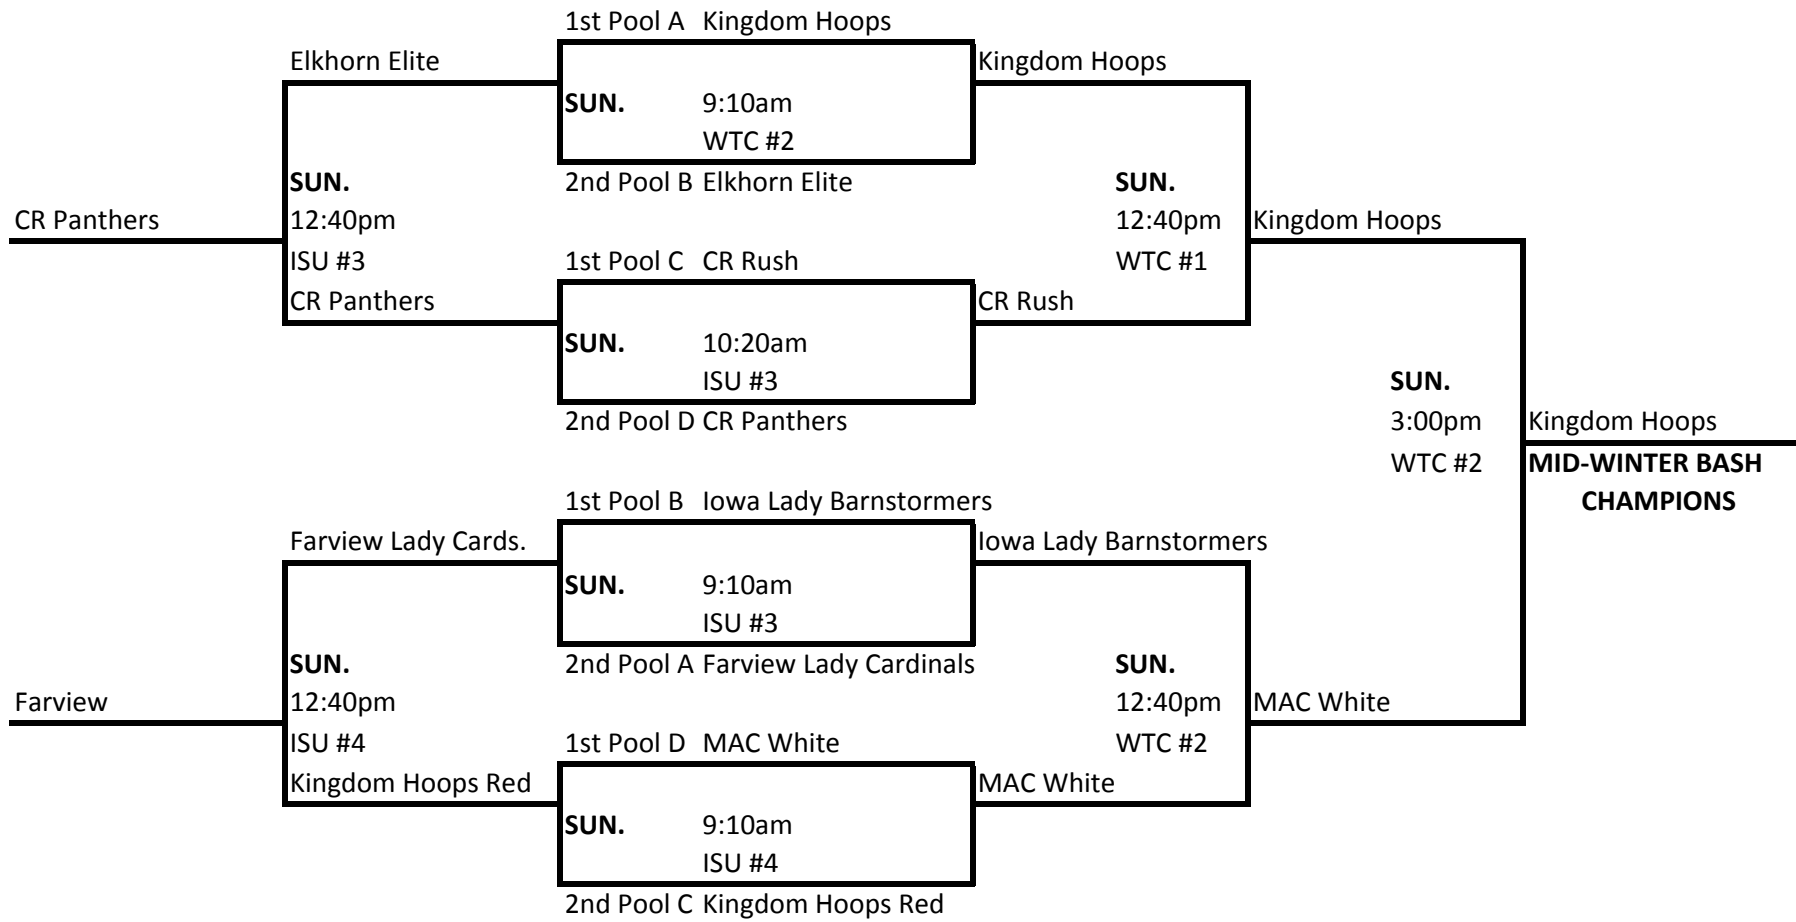 1st Pool A Kingdom Hoops
Elkhorn Elite
Kingdom Hoops
SUN. 9:10am
WTC #2
SUN.
2nd Pool B Elkhorn Elite
SUN.
CR Panthers
12:40pm
12:40pm
Kingdom Hoops
ISU #3
1st Pool C CR Rush
WTC #1
CR Panthers
CR Rush
SUN. 10:20am
ISU #3
SUN.
2nd Pool D CR Panthers
3:00pm
Kingdom Hoops
WTC #2
MID-WINTER BASH
1st Pool B Iowa Lady Barnstormers
CHAMPIONS
Farview Lady Cards.
Iowa Lady Barnstormers
SUN. 9:10am
ISU #3
SUN.
2nd Pool A Farview Lady Cardinals
SUN.
Farview
12:40pm
12:40pm
MAC White
ISU #4
1st Pool D MAC White
WTC #2
Kingdom Hoops Red
MAC White
SUN. 9:10am
ISU #4
2nd Pool C Kingdom Hoops Red